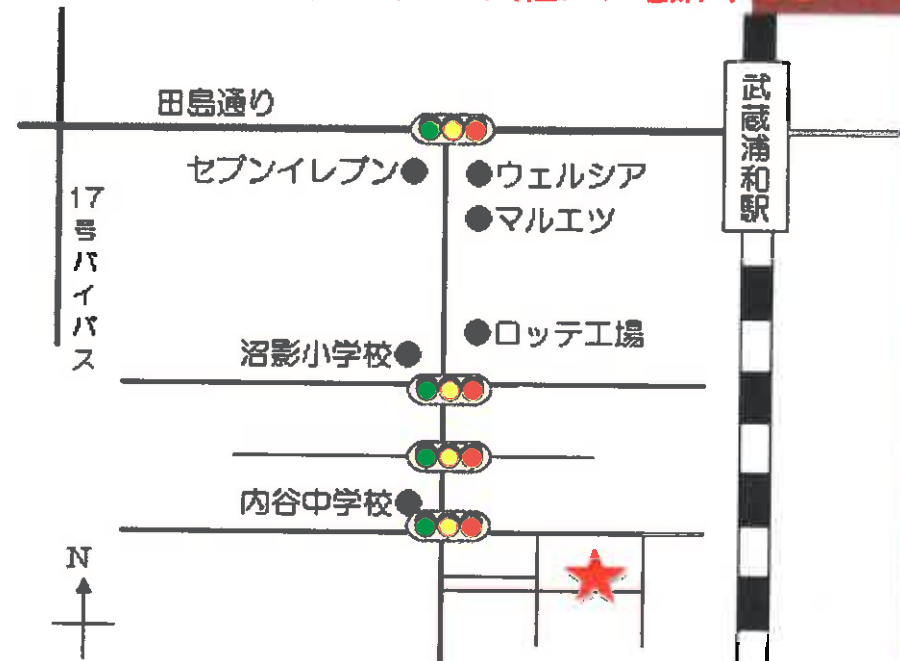 田島通り
武蔵浦和駅
セブンイレブン
ウェルシア
マルエツ
17号バイパス
ロッテ工場
沼影小学校
内谷中学校
N